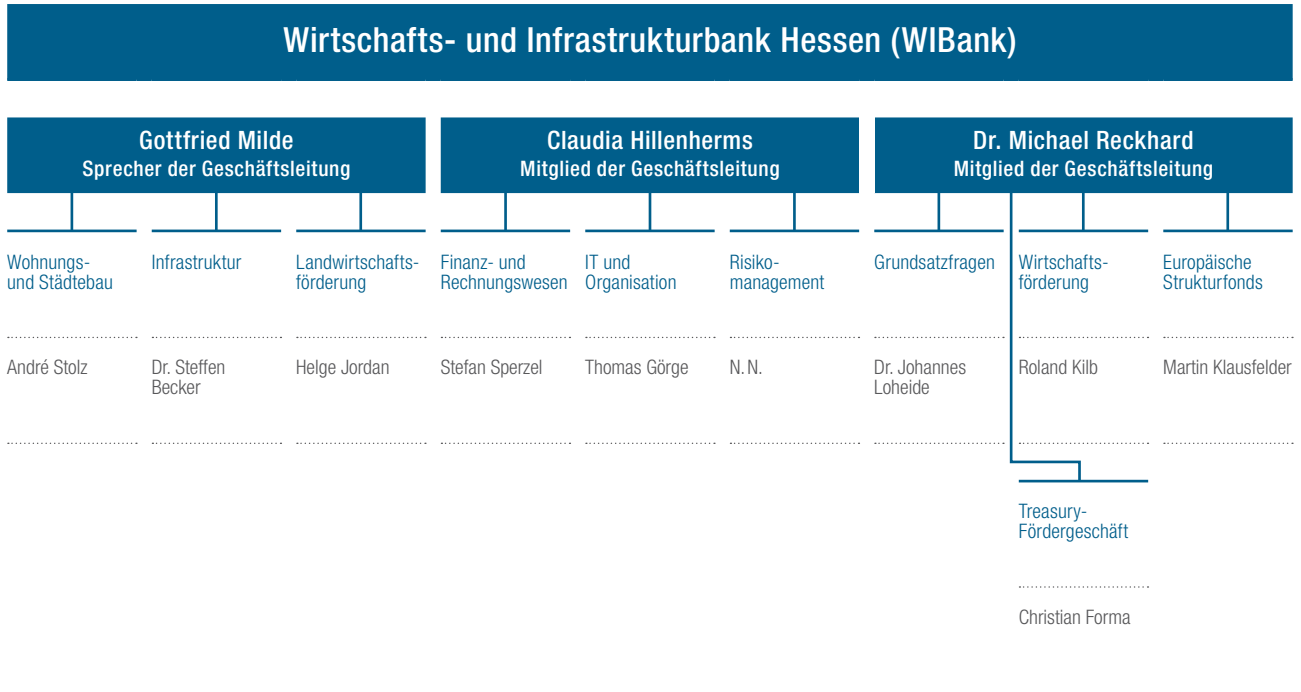 Wirtschafts- und Infrastrukturbank Hessen (WIBank)
Gottfried Milde
Sprecher der Geschäftsleitung
Claudia Hillenherms
Mitglied der Geschäftsleitung
Dr. Michael Reckhard
Mitglied der Geschäftsleitung
Wohnungs-
und Städtebau
André Stolz
Infrastruktur
Dr. Steffen
Becker
Landwirtschafts-
förderung
Helge Jordan
Finanz- und
Rechnungswesen
Stefan Sperzel
IT und
Organisation
Thomas Görge
Risiko-
management
N. N.
Grundsatzfragen
Dr. Johannes
Loheide
Wirtschafts-
förderung
Roland Kilb
Europäische
Strukturfonds
Martin Klausfelder
Treasury-
Fördergeschäft
Christian Forma